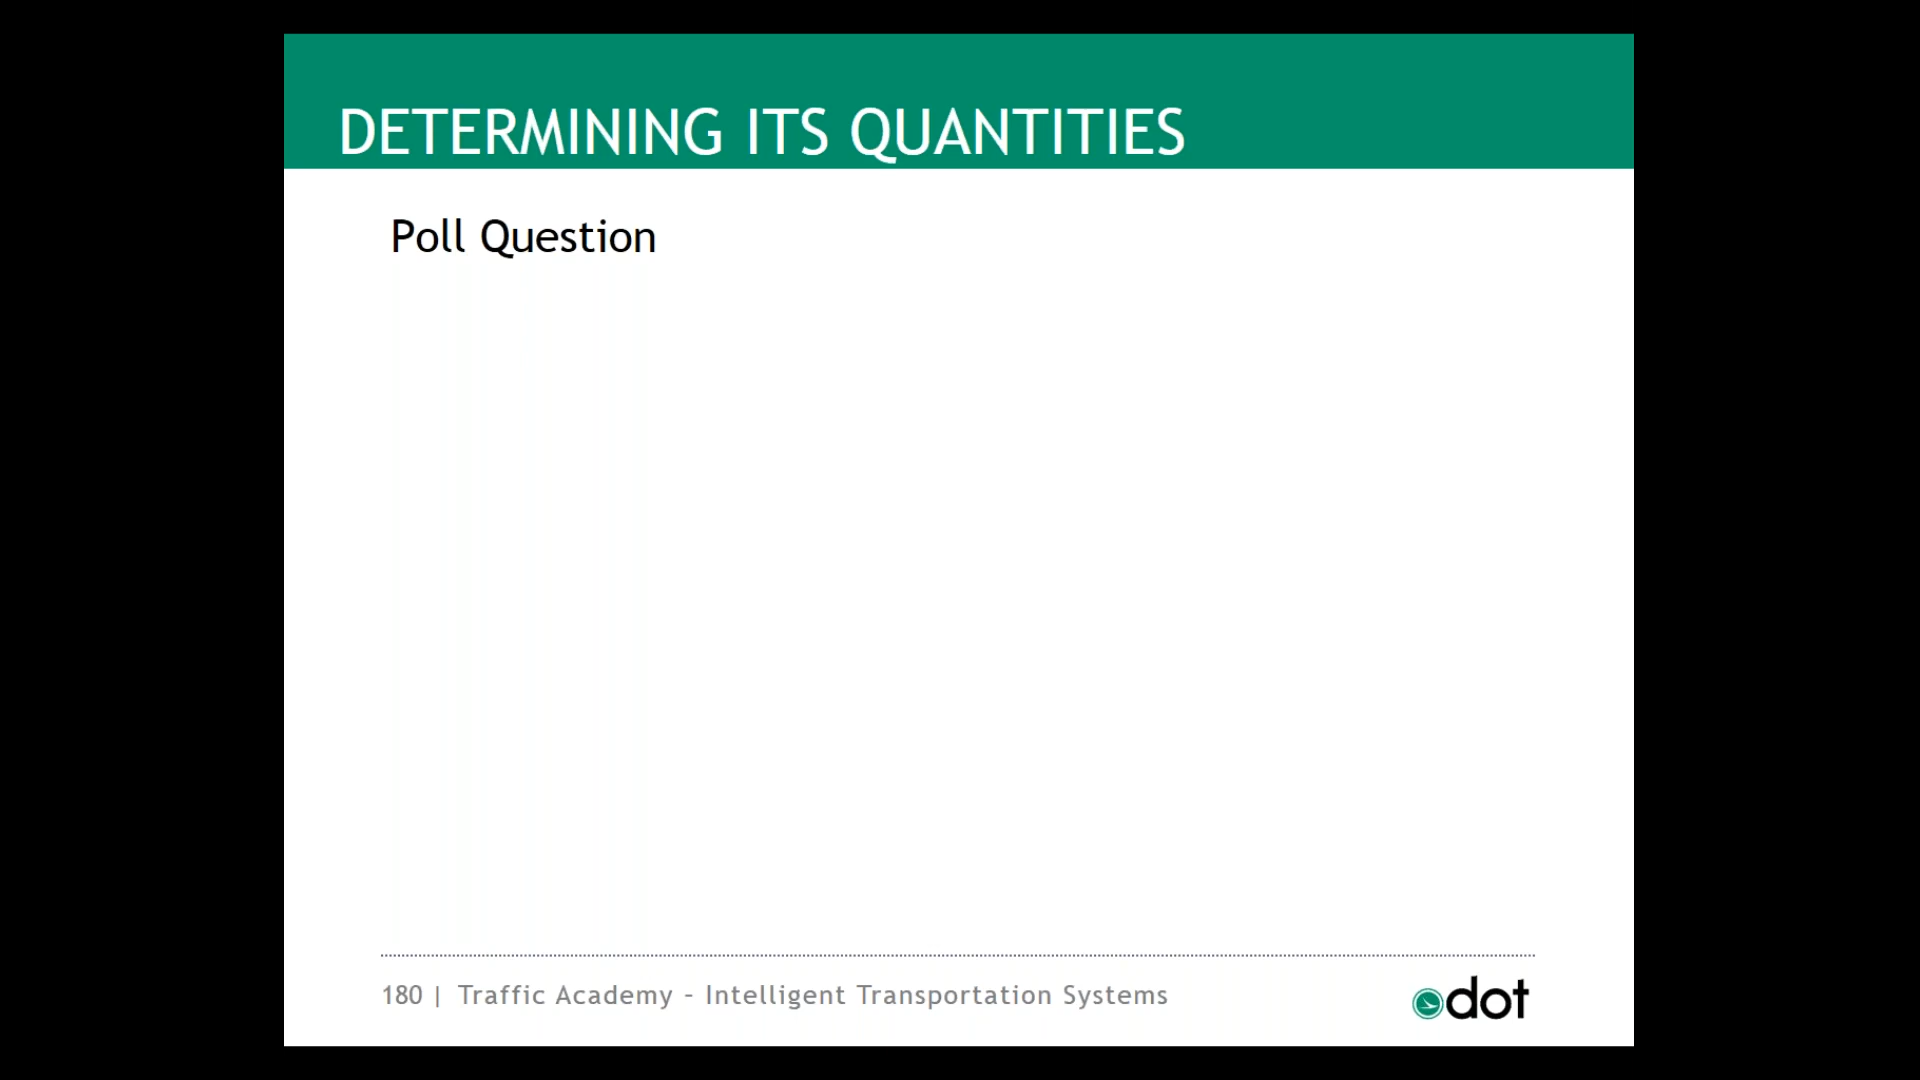 DETERMINING ITS QUANTITIES
Poll Question
180 | Traffic Academy - Intelligent Transportation Systems
dot